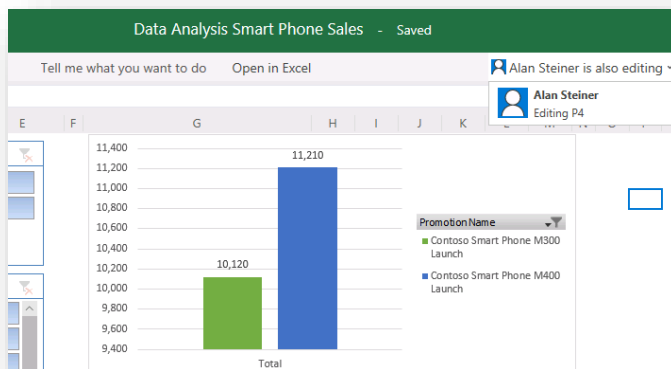 Data Analysis Smart Phone Sales - Saved
Tell me what you want to do Open in Excel Alan Steiner is also editing
Alan Steiner
Editing P4
E F G H I J K
11,400
11,200
11,000
10,800
10,600
10,400
10,200
10,000
9,800
9,600
9,400
11,210
10,120
Total
Promotion Name
Contoso Smart Phone M300
Launch
Contoso Smart Phone M400
Launch